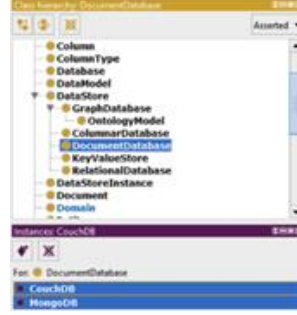 Class hierarchy: DocumentDatabase
Asserted
Column
ColumnType
Database
DataModel
DataStore
GraphDatabase
OntologyModel
ColumnarDatabase
DocumentDatabase
KeyValueStore
RelationalDatabase
DataStoreInstance
Document
Domain
Instances: CouchDB
For: DocumentDatabase
CouchDB
MongoDB